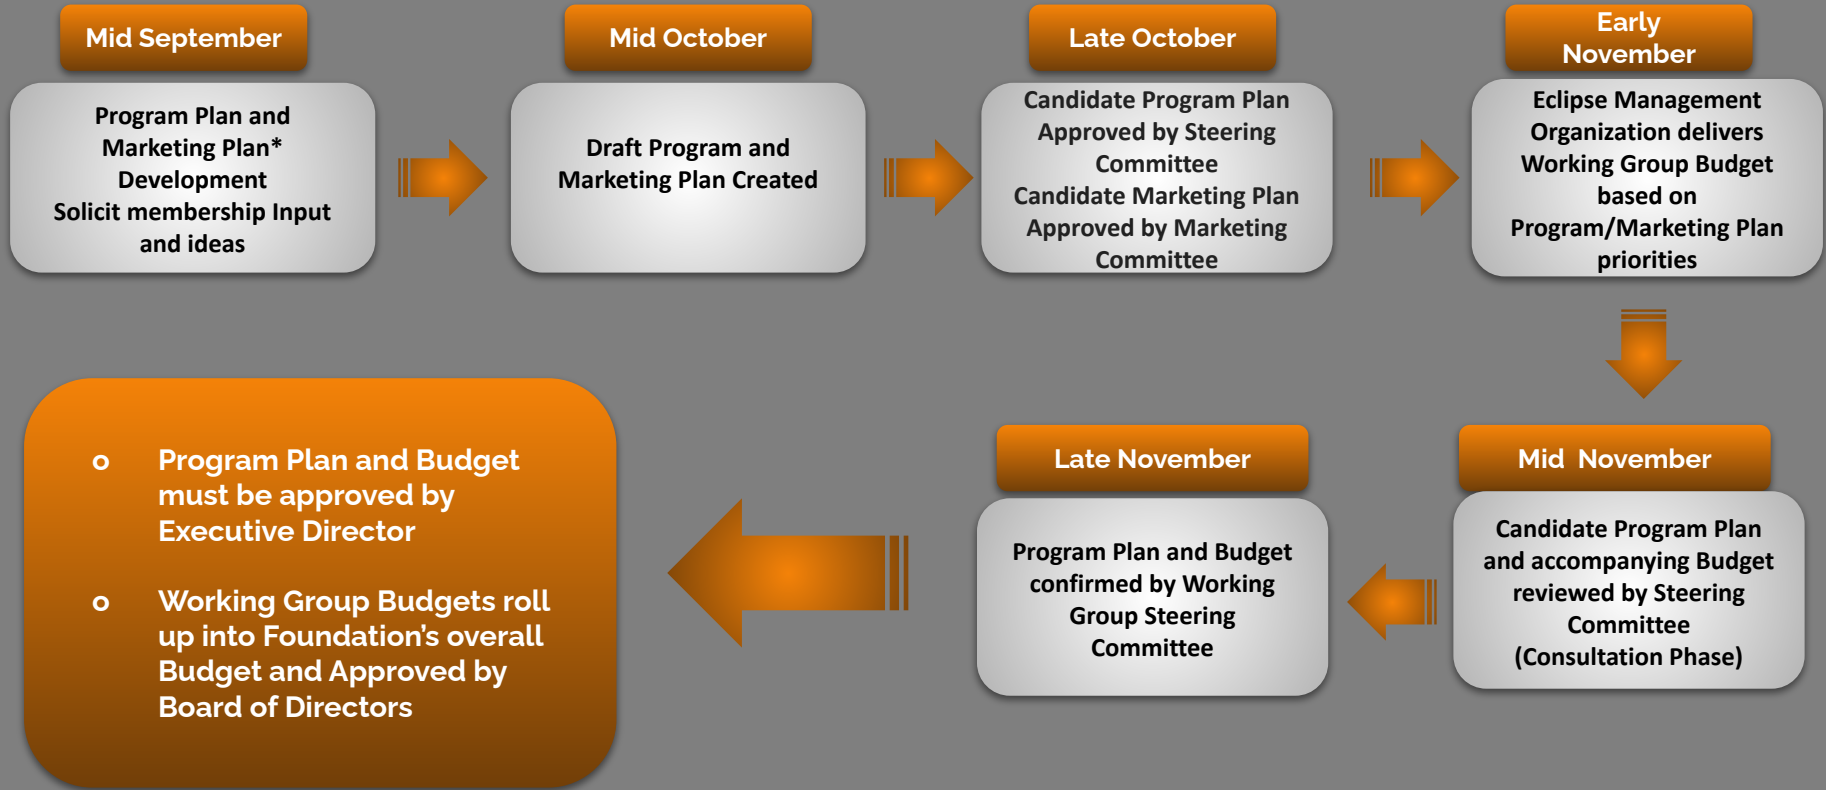 Mid September
Program Plan and
Marketing Plan*
Development
Solicit membership Input
and ideas
Mid October
Draft Program and
Marketing Plan Created
Late October
Candidate Program Plan
Approved by Steering
Committee
Candidate Marketing Plan
Approved by Marketing
Committee
Early
November
Eclipse Management
Organization delivers
Working Group Budget
based on
Program/Marketing Plan
priorities
Mid  November
Candidate Program Plan
and accompanying Budget
reviewed by Steering
Committee
(Consultation Phase)
Late November
Program Plan and Budget
confirmed by Working
Group Steering
Committee
o Program Plan and Budget
must be approved by
Executive Director
o Working Group Budgets roll
up into Foundation’s overall
Budget and Approved by
Board of Directors